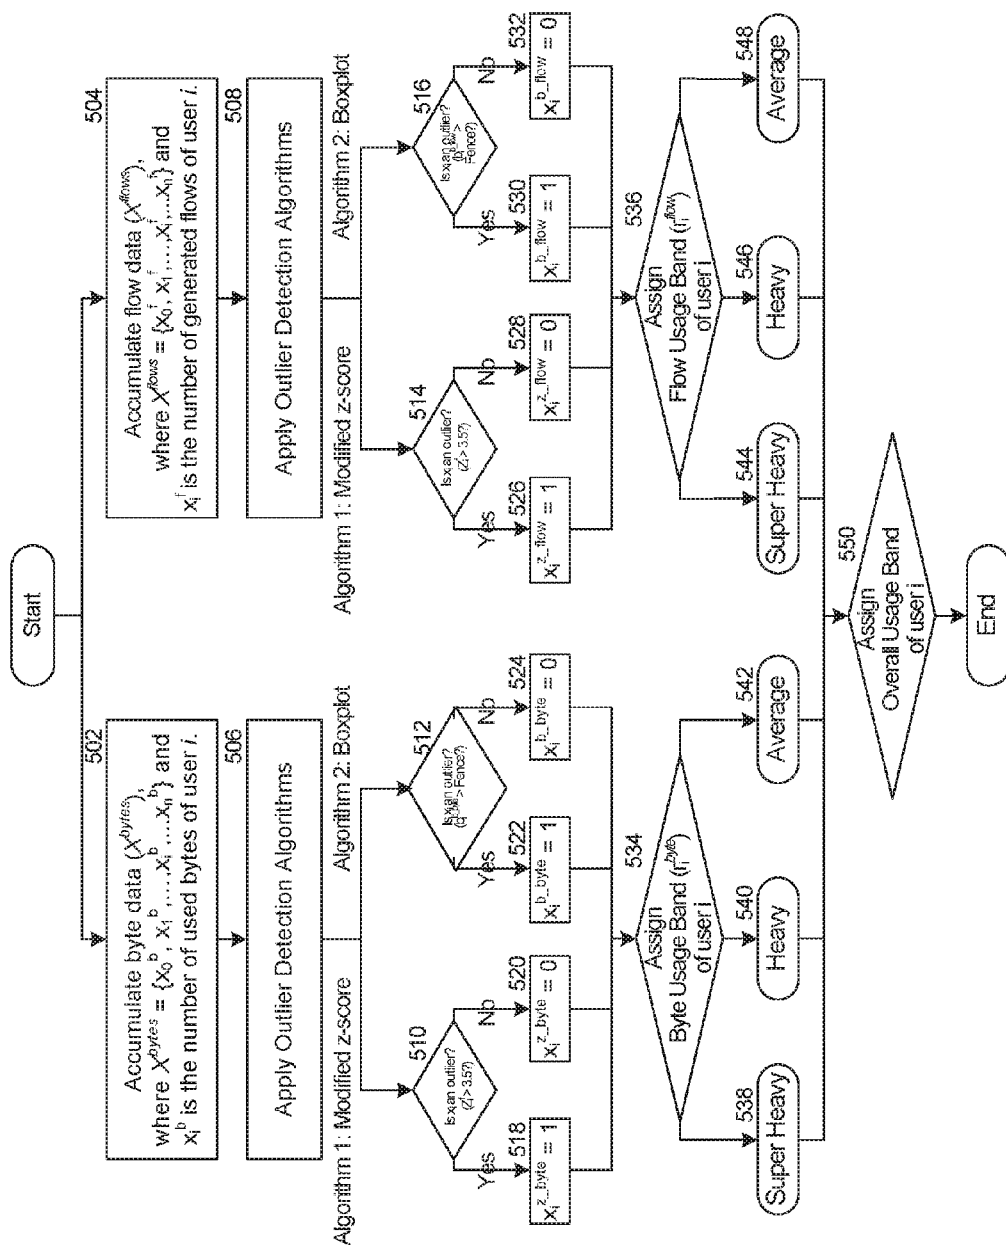 Start
502
Accumulate byte data (X^bytes),
where X^bytes = {x₀^b, x₁^b,...,xᵢ^b,...xₙ^b} and
xᵢ^b is the number of used bytes of user i.
504
Accumulate flow data (X^flows),
where X^flows = {x₀^f, x₁^f,...,xᵢ^f,...xₙ^f} and
xᵢ^f is the number of generated flows of user i.
506
Apply Outlier Detection Algorithms
508
Apply Outlier Detection Algorithms
Algorithm 1: Modified z-score
Algorithm 2: Boxplot
Algorithm 1: Modified z-score
Algorithm 2: Boxplot
510
Is xᵢ an outlier?
(Zᵢ > 3.5?)
Yes
No
512
Is xᵢ an outlier?
> Fence?)
Yes
No
514
Is xᵢ an outlier?
(Zᵢ > 3.5?)
Yes
No
516
Is xᵢ an outlier?
>
Fence?)
Yes
No
518
xᵢ^z_byte = 1
520
xᵢ^z_byte = 0
522
xᵢ^b_byte = 1
524
xᵢ^b_byte = 0
526
xᵢ^z_flow = 1
528
xᵢ^z_flow = 0
530
xᵢ^b_flow = 1
532
xᵢ^b_flow = 0
534
Assign
Byte Usage Band (rᵢ^byte)
of user i
536
Assign
Flow Usage Band (rᵢ^flow)
of user i
538
Super Heavy
540
Heavy
542
Average
544
Super Heavy
546
Heavy
548
Average
550
Assign
Overall Usage Band
of user i
End